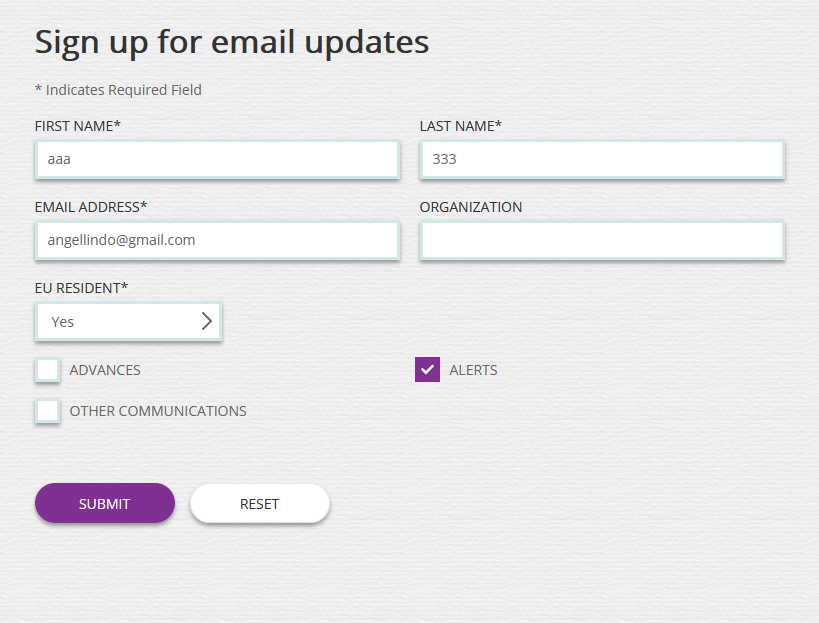 Sign up for email updates
* Indicates Required Field
FIRST NAME* LAST NAME*
aaa 333
EMAIL ADDRESS* ORGANIZATION
angellindo@gmail.com
EU RESIDENT*
Yes
ADVANCES ALERTS
OTHER COMMUNICATIONS
SUBMIT RESET